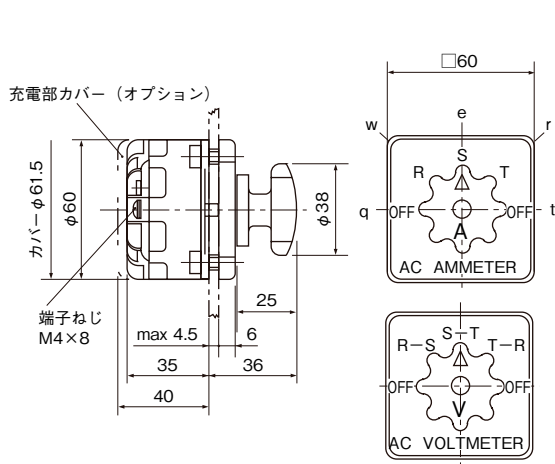 充電部カバー（オプション）
カバーφ61.5
φ60
φ38
端子ねじ
M4×8
max 4.5
25
6
35
36
40
□60
w
e
r
R
S
T
q
OFF
OFF
t
A
AC AMMETER
R－S
S－T
T－R
OFF
OFF
V
AC VOLTMETER